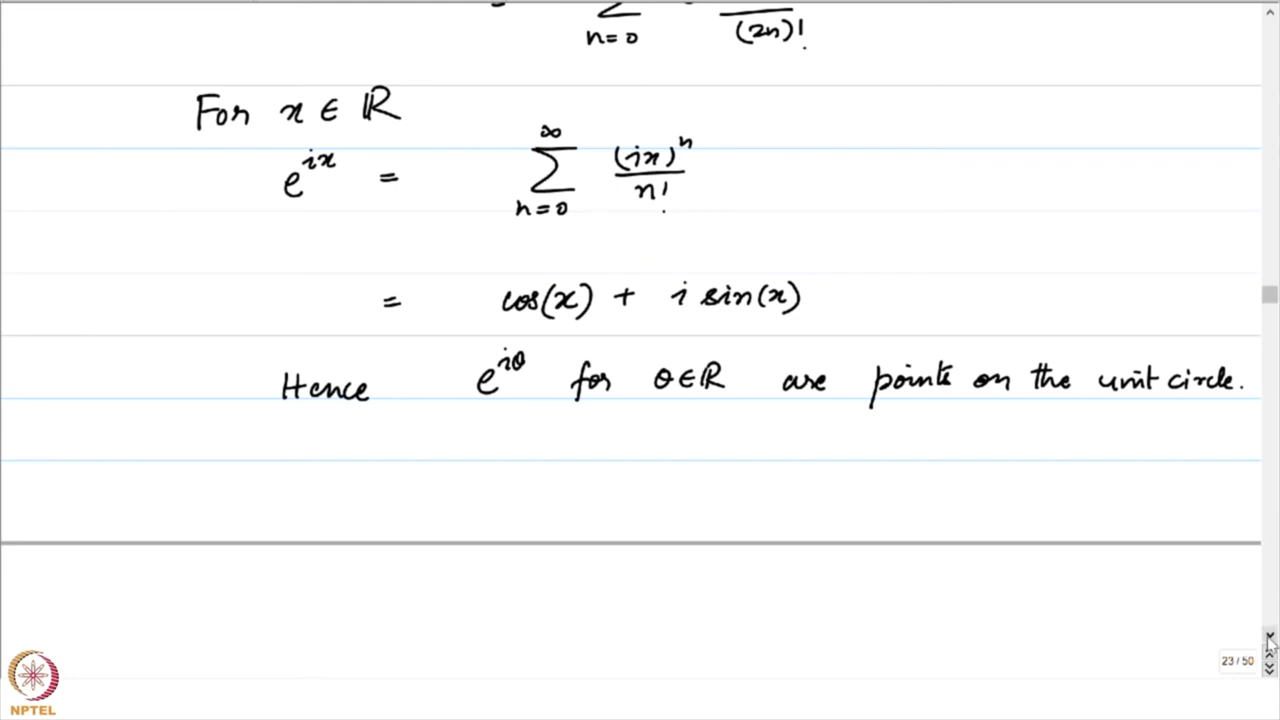 ∑ n=0 (2n)!
For x ∈ ℝ
e^{ix} = ∑_{n=0}^{∞} (ix)^n / n!
= cos(x) + i sin(x)
Hence e^{iθ} for θ∈ℝ are points on the unit circle.
23 / 50
NPTEL